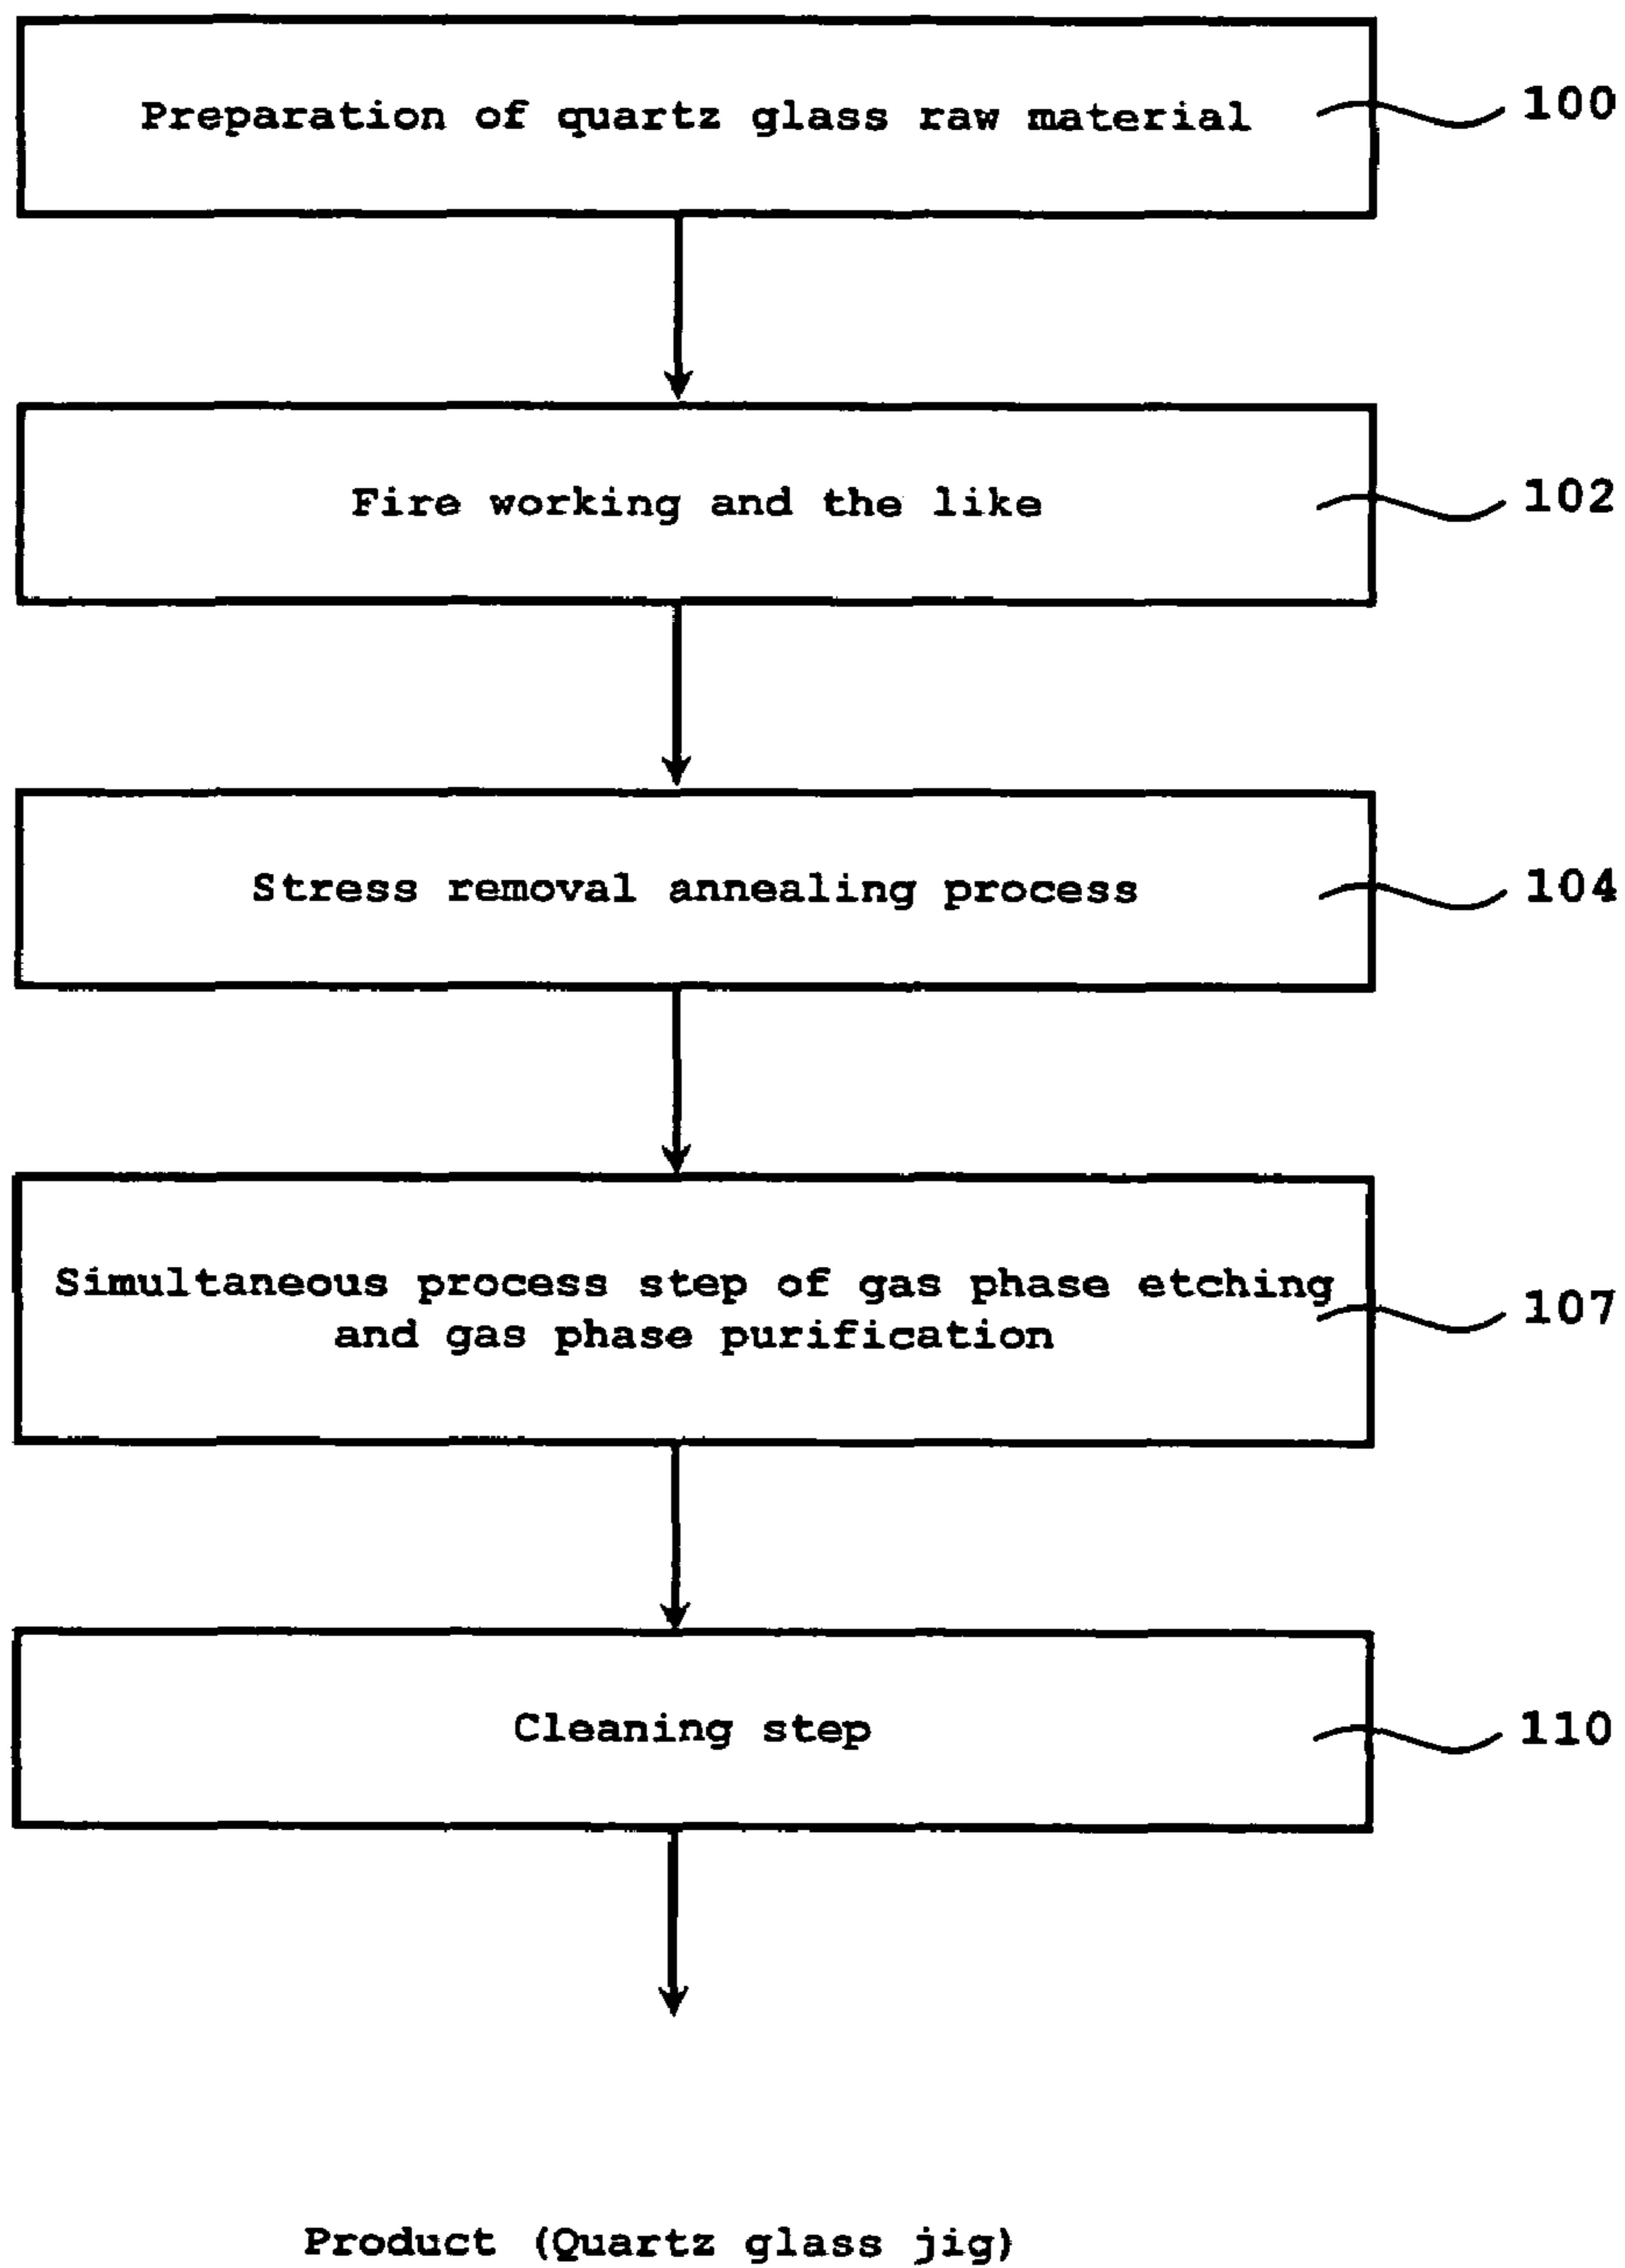 Preparation of quartz glass raw material
100
Fire working and the like
102
Stress removal annealing process
104
Simultaneous process step of gas phase etching
and gas phase purification
107
Cleaning step
110
Product (Quartz glass jig)